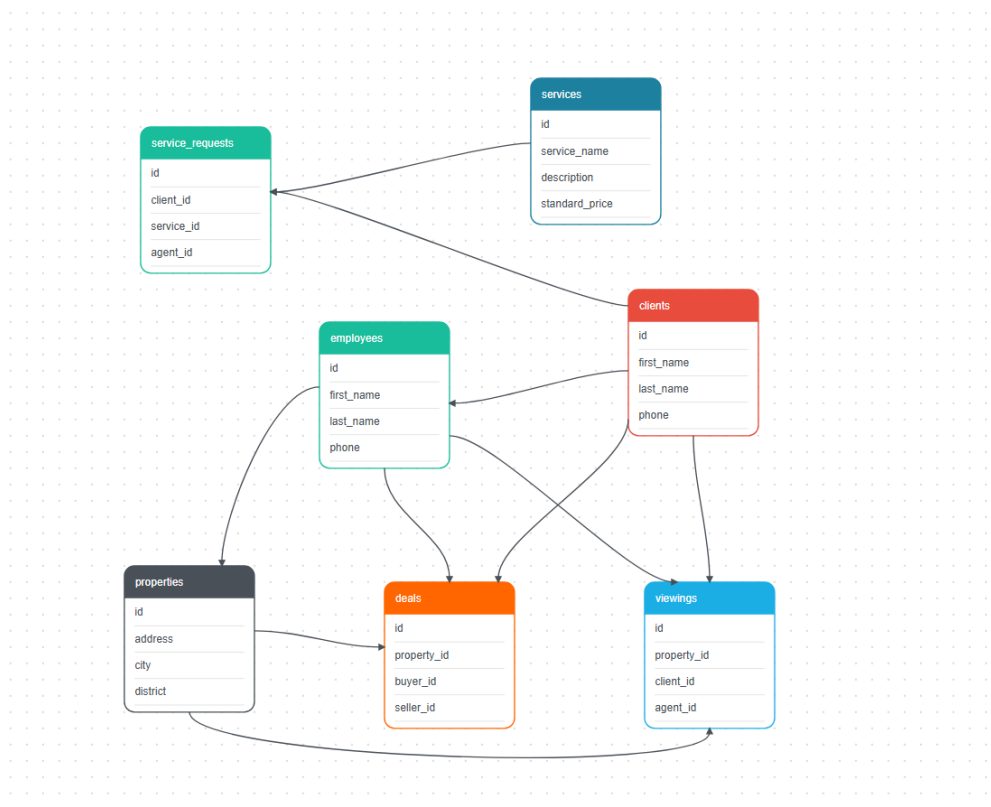 services
id
service_name
description
standard_price
service_requests
id
client_id
service_id
agent_id
clients
id
first_name
last_name
phone
employees
id
first_name
last_name
phone
properties
id
address
city
district
deals
id
property_id
buyer_id
seller_id
viewings
id
property_id
client_id
agent_id